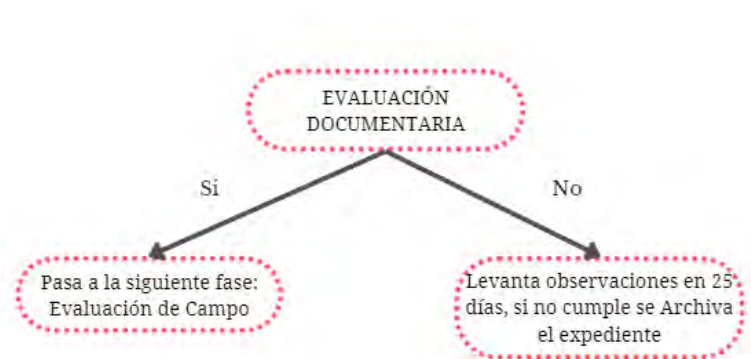 EVALUACIÓN
DOCUMENTARIA
Si
No
Pasa a la siguiente fase:
Evaluación de Campo
Levanta observaciones en 25
días, si no cumple se Archiva
el expediente